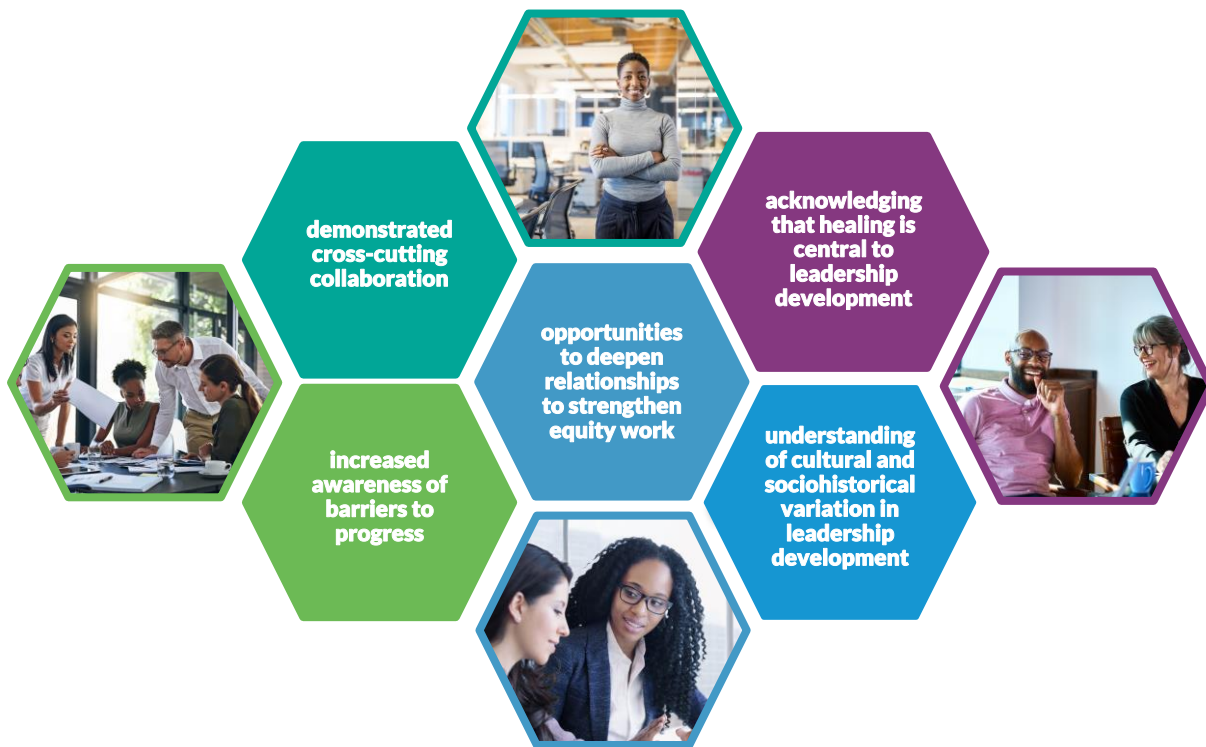 demonstrated
cross-cutting
collaboration
acknowledging
that healing is
central to
leadership
development
opportunities
to deepen
relationships
to strengthen
equity work
increased
awareness of
barriers to
progress
understanding
of cultural and
sociohistorical
variation in
leadership
development